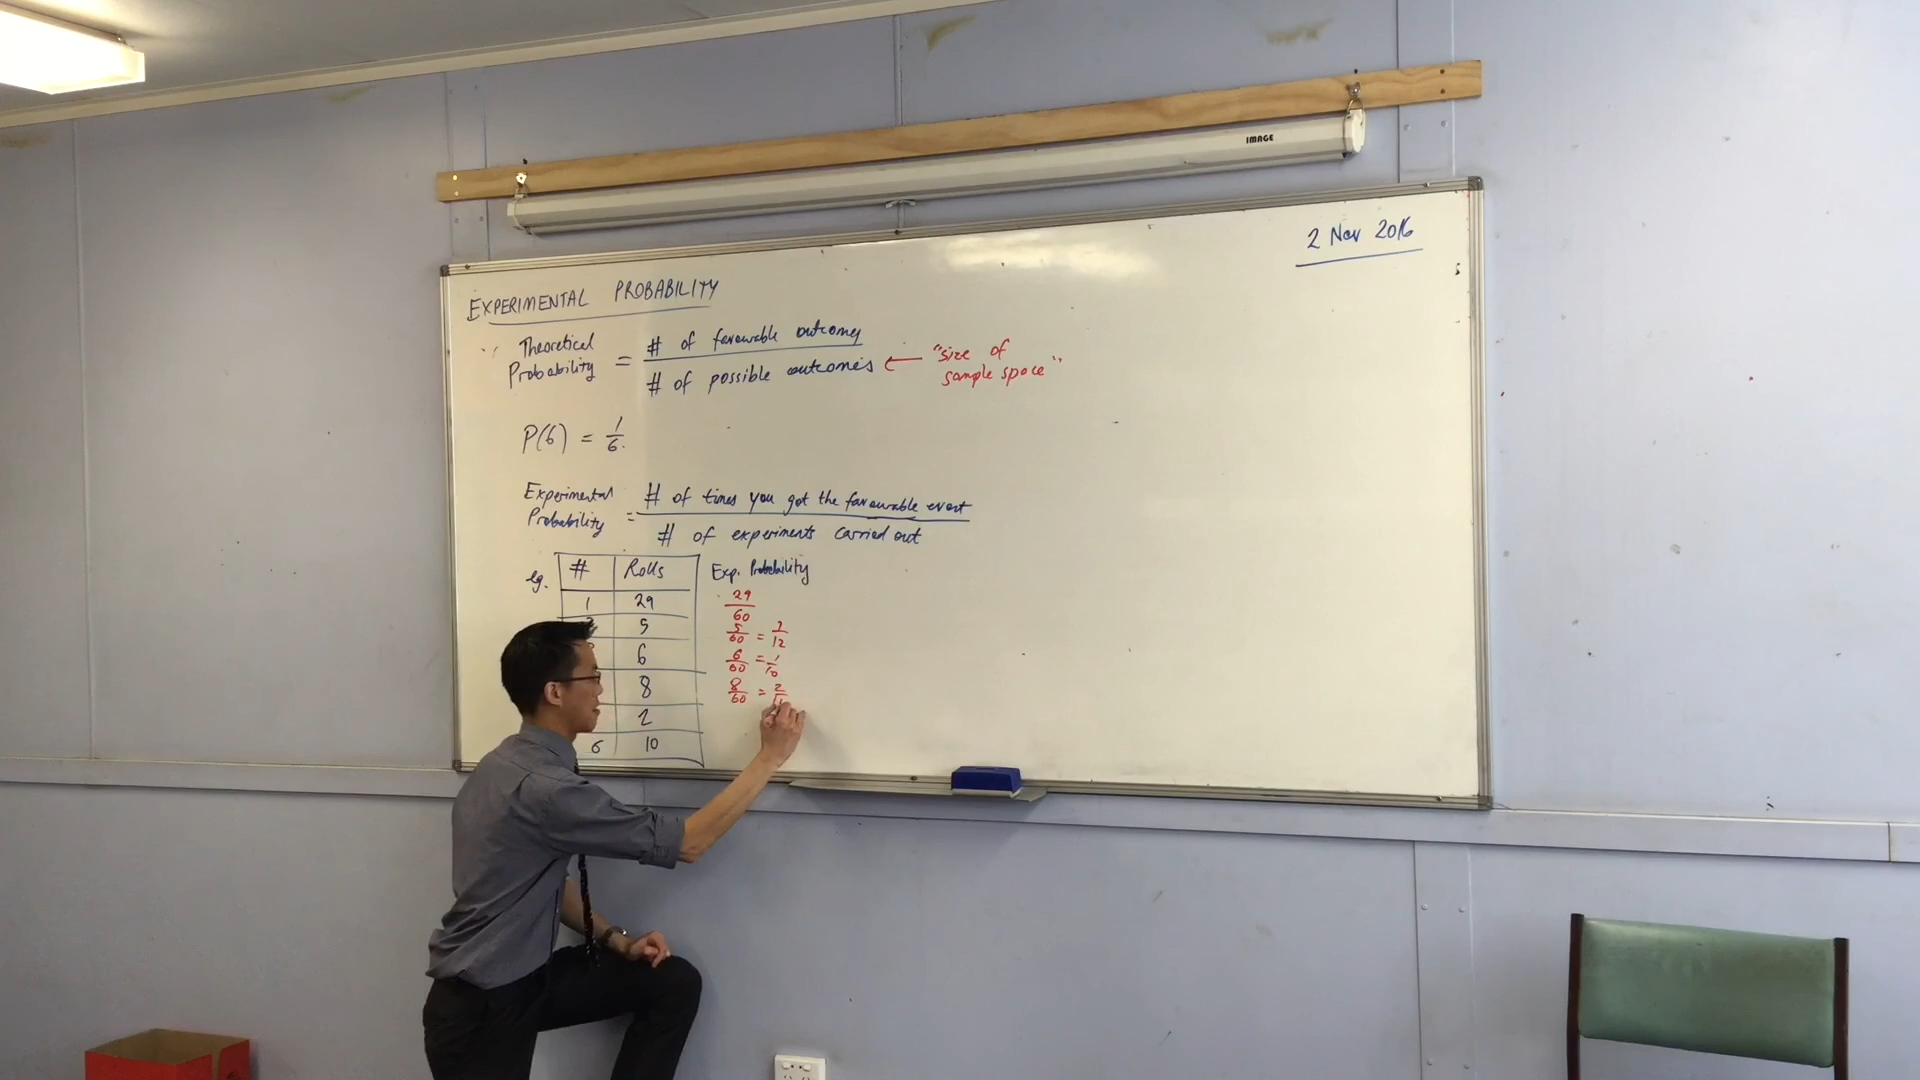 IMAGE
2 Nov 2016
EXPERIMENTAL PROBABILITY
Theoretical Probability = # of favourable outcomes / # of possible outcomes ← "size of sample space"
P(6) = 1/6.
Experimental Probability = # of times you got the favourable event / # of experiments carried out
eg. # Rolls Exp. Probability
1 29 29/60
5 5/60 = 1/12
6 6/60 = 1/10
8 8/60 = 2/
2
6 10